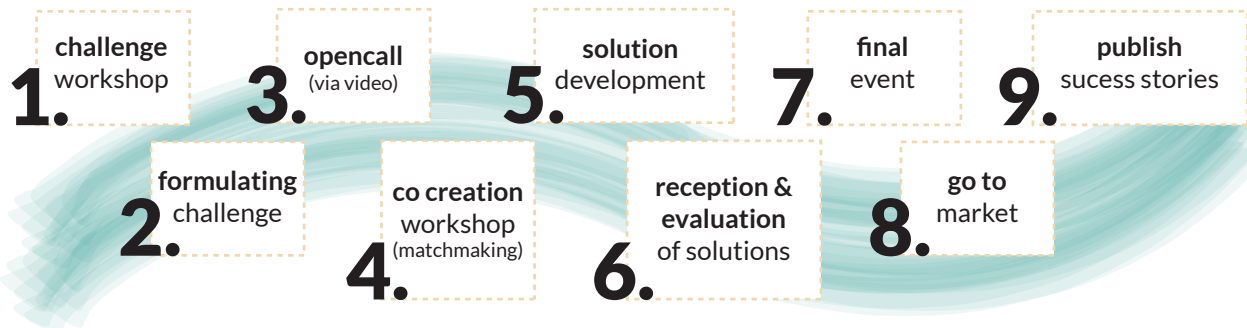 1.
challenge
workshop
2.
formulating
challenge
3.
opencall
(via video)
4.
co creation
workshop
(matchmaking)
5.
solution
development
6.
reception &
evaluation
of solutions
7.
final
event
8.
go to
market
9.
publish
sucess stories